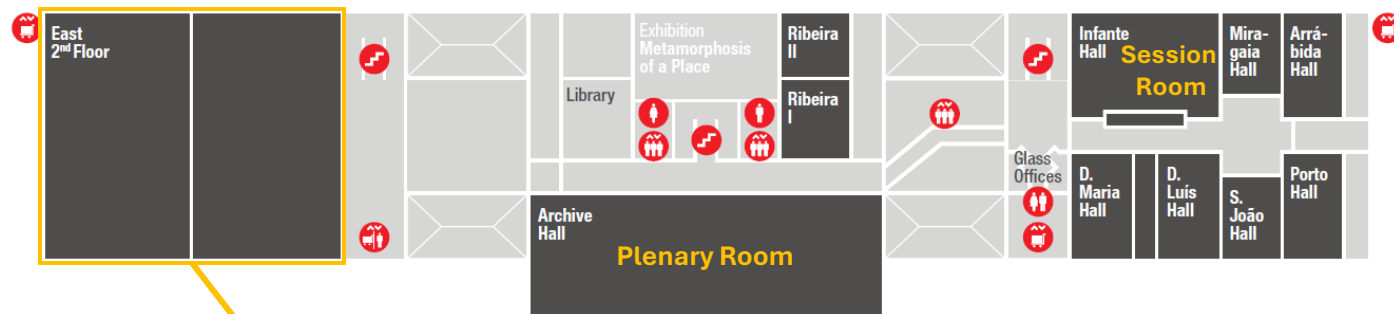 East
2nd Floor
Exhibition
Metamorphosis
of a Place
Library
Ribeira
II
Ribeira
I
Archive
Hall
Plenary Room
Glass
Offices
Infante
Hall
Session
Room
Mira-
gaia
Hall
Arrá-
bida
Hall
D.
Maria
Hall
D.
Luís
Hall
S.
João
Hall
Porto
Hall